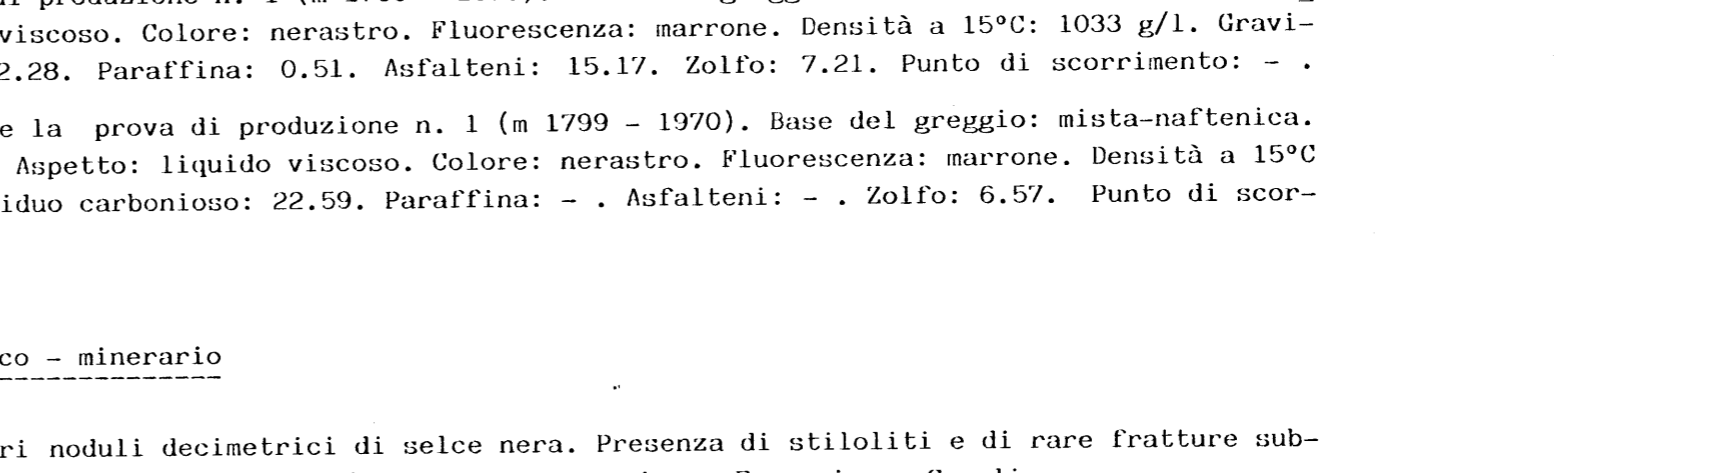 viscoso. Colore: nerastro. Fluorescenza: marrone. Densità a 15°C: 1033 g/l. Gravi-
2.28. Paraffina: 0.51. Asfalteni: 15.17. Zolfo: 7.21. Punto di scorrimento: - .
e la prova di produzione n. 1 (m 1799 - 1970). Base del greggio: mista-naftenica.
Aspetto: liquido viscoso. Colore: nerastro. Fluorescenza: marrone. Densità a 15°C
iduo carbonioso: 22.59. Paraffina: - . Asfalteni: - . Zolfo: 6.57. Punto di scor-
co - minerario
ri noduli decimetrici di selce nera. Presenza di stiloliti e di rare fratture sub-